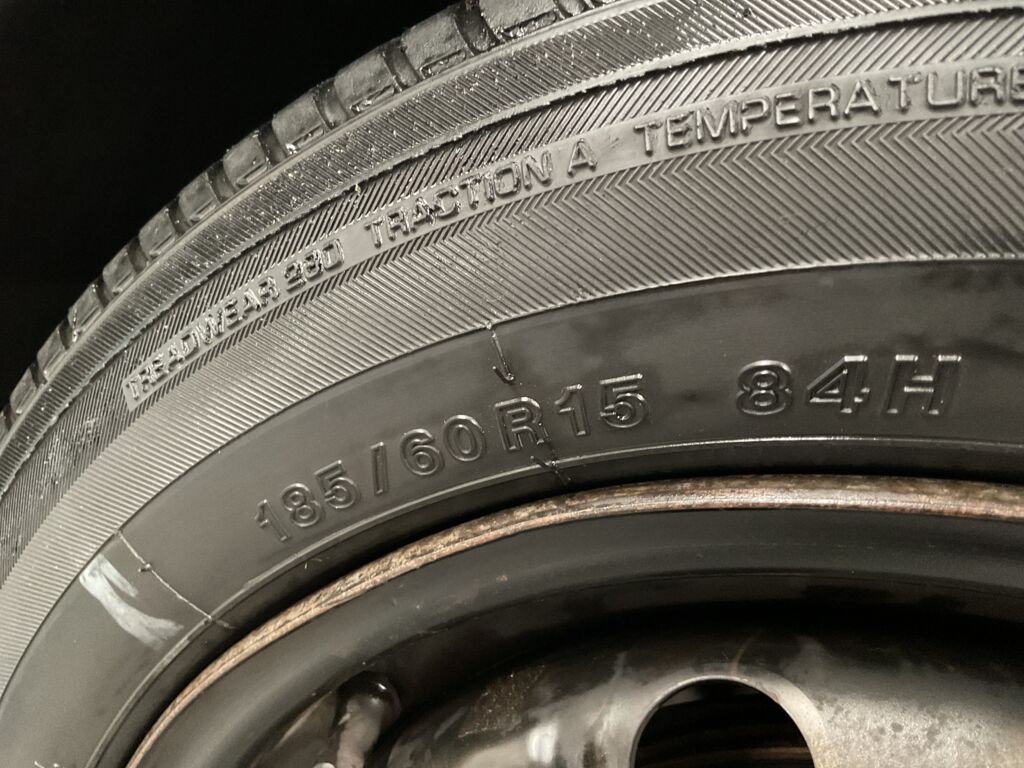 TREADWEAR 280 TRACTION A TEMPERATURE
185/60R15 84H